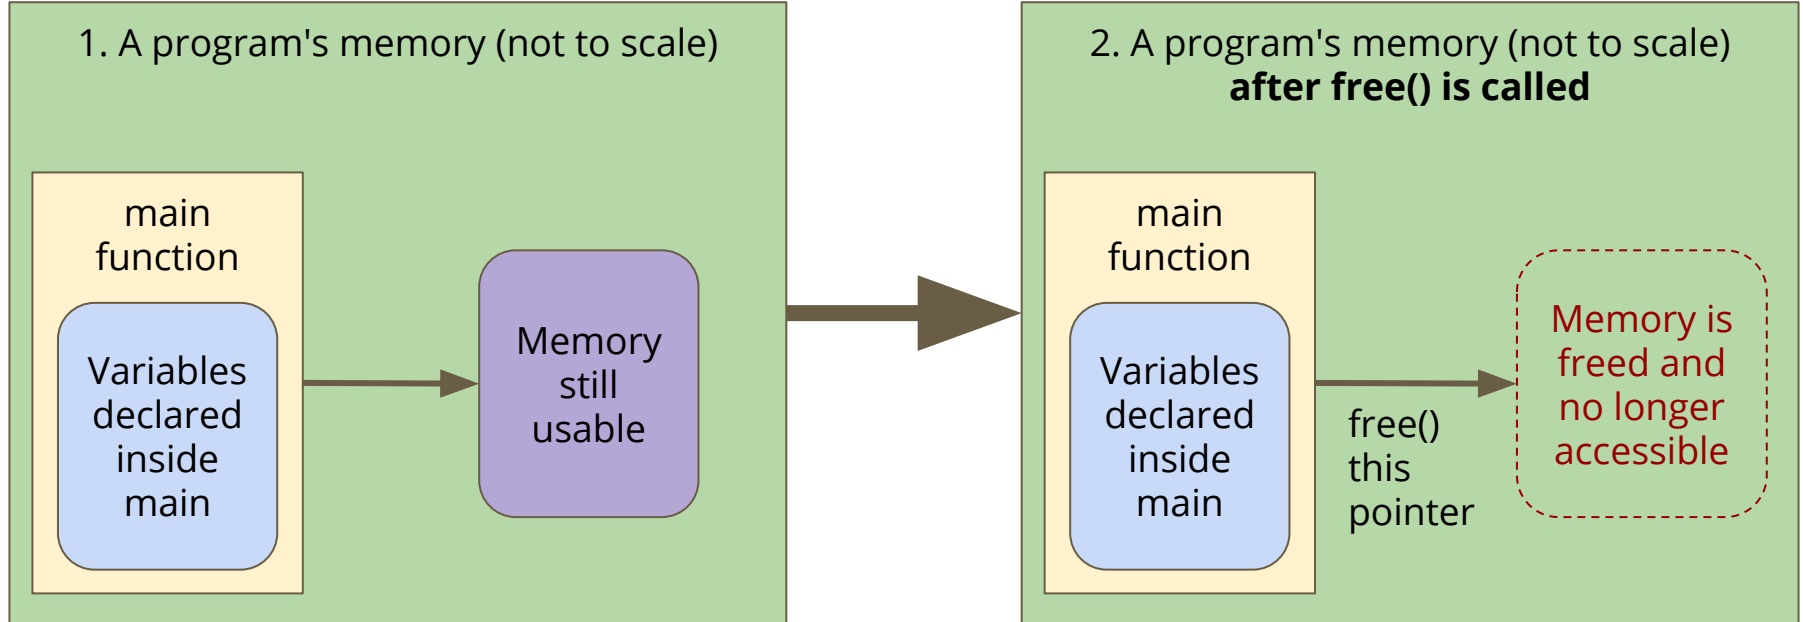 1. A program's memory (not to scale)
main
function
Variables
declared
inside
main
Memory
still
usable
2. A program's memory (not to scale)
after free() is called
main
function
Variables
declared
inside
main
free()
this
pointer
Memory is
freed and
no longer
accessible